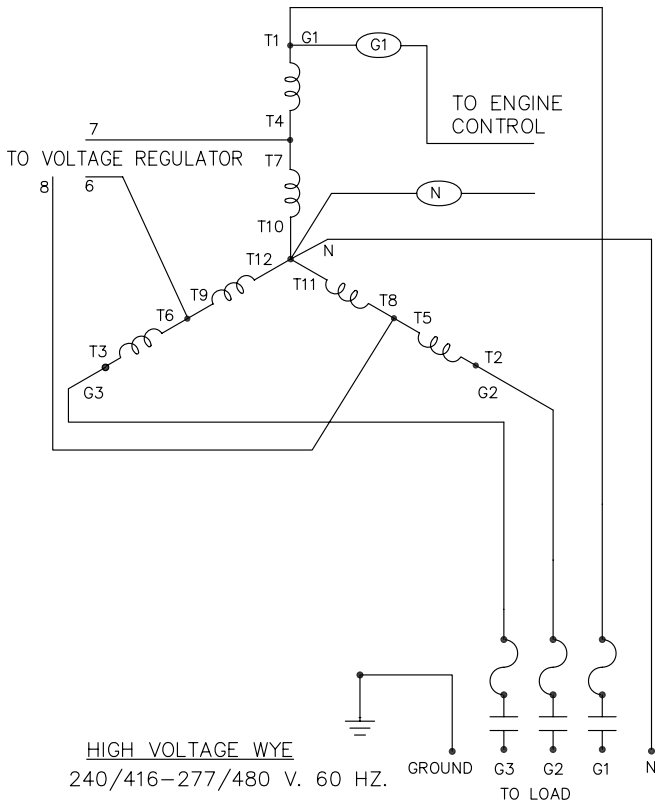 T1 G1
G1
TO ENGINE
CONTROL
T4
7
TO VOLTAGE REGULATOR
T7
8
6
N
T10
N
T12
T11
T9
T8
T6
T5
T3
T2
G3
G2
HIGH VOLTAGE WYE
240/416-277/480 V. 60 HZ.
GROUND
G3
G2
G1
N
TO LOAD